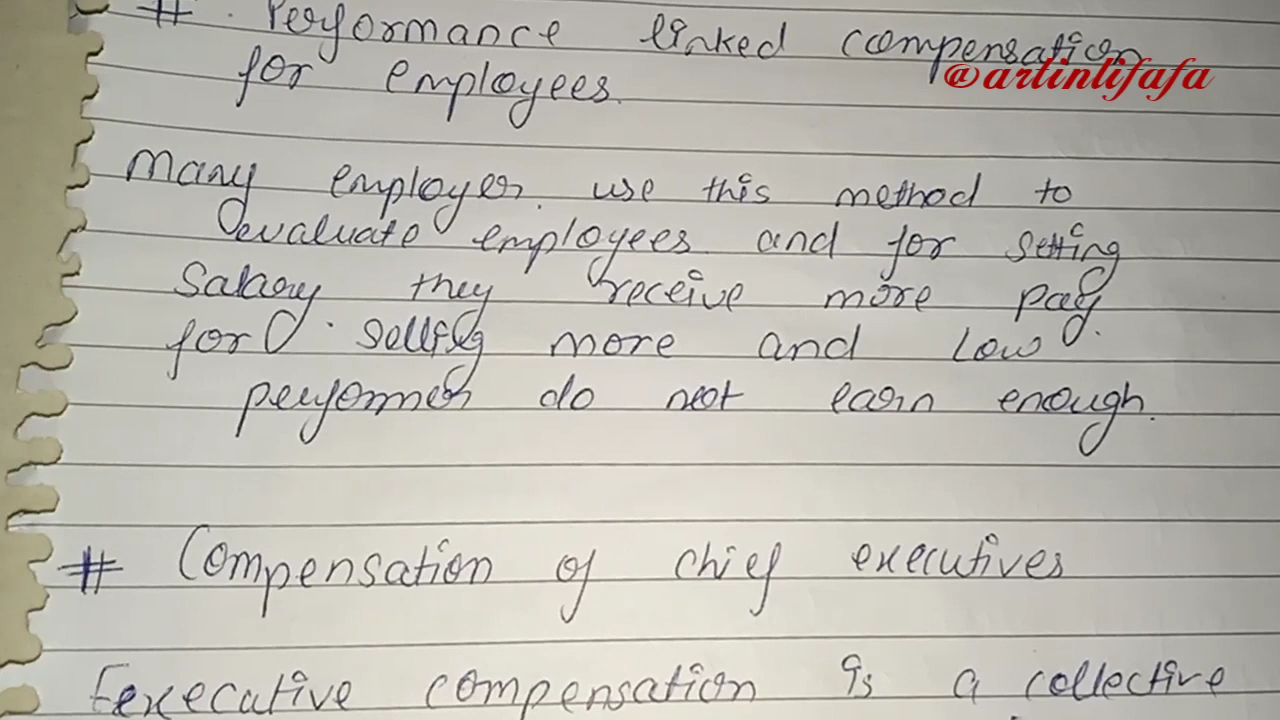 # Performance linked compensation
for employees.
@artinlifafa
Many employer use this method to
evaluate employees and for setting
Salary they receive more pay.
for selling more and low
performer do not earn enough.
# Compensation of chief executives
Executive compensation is a collective